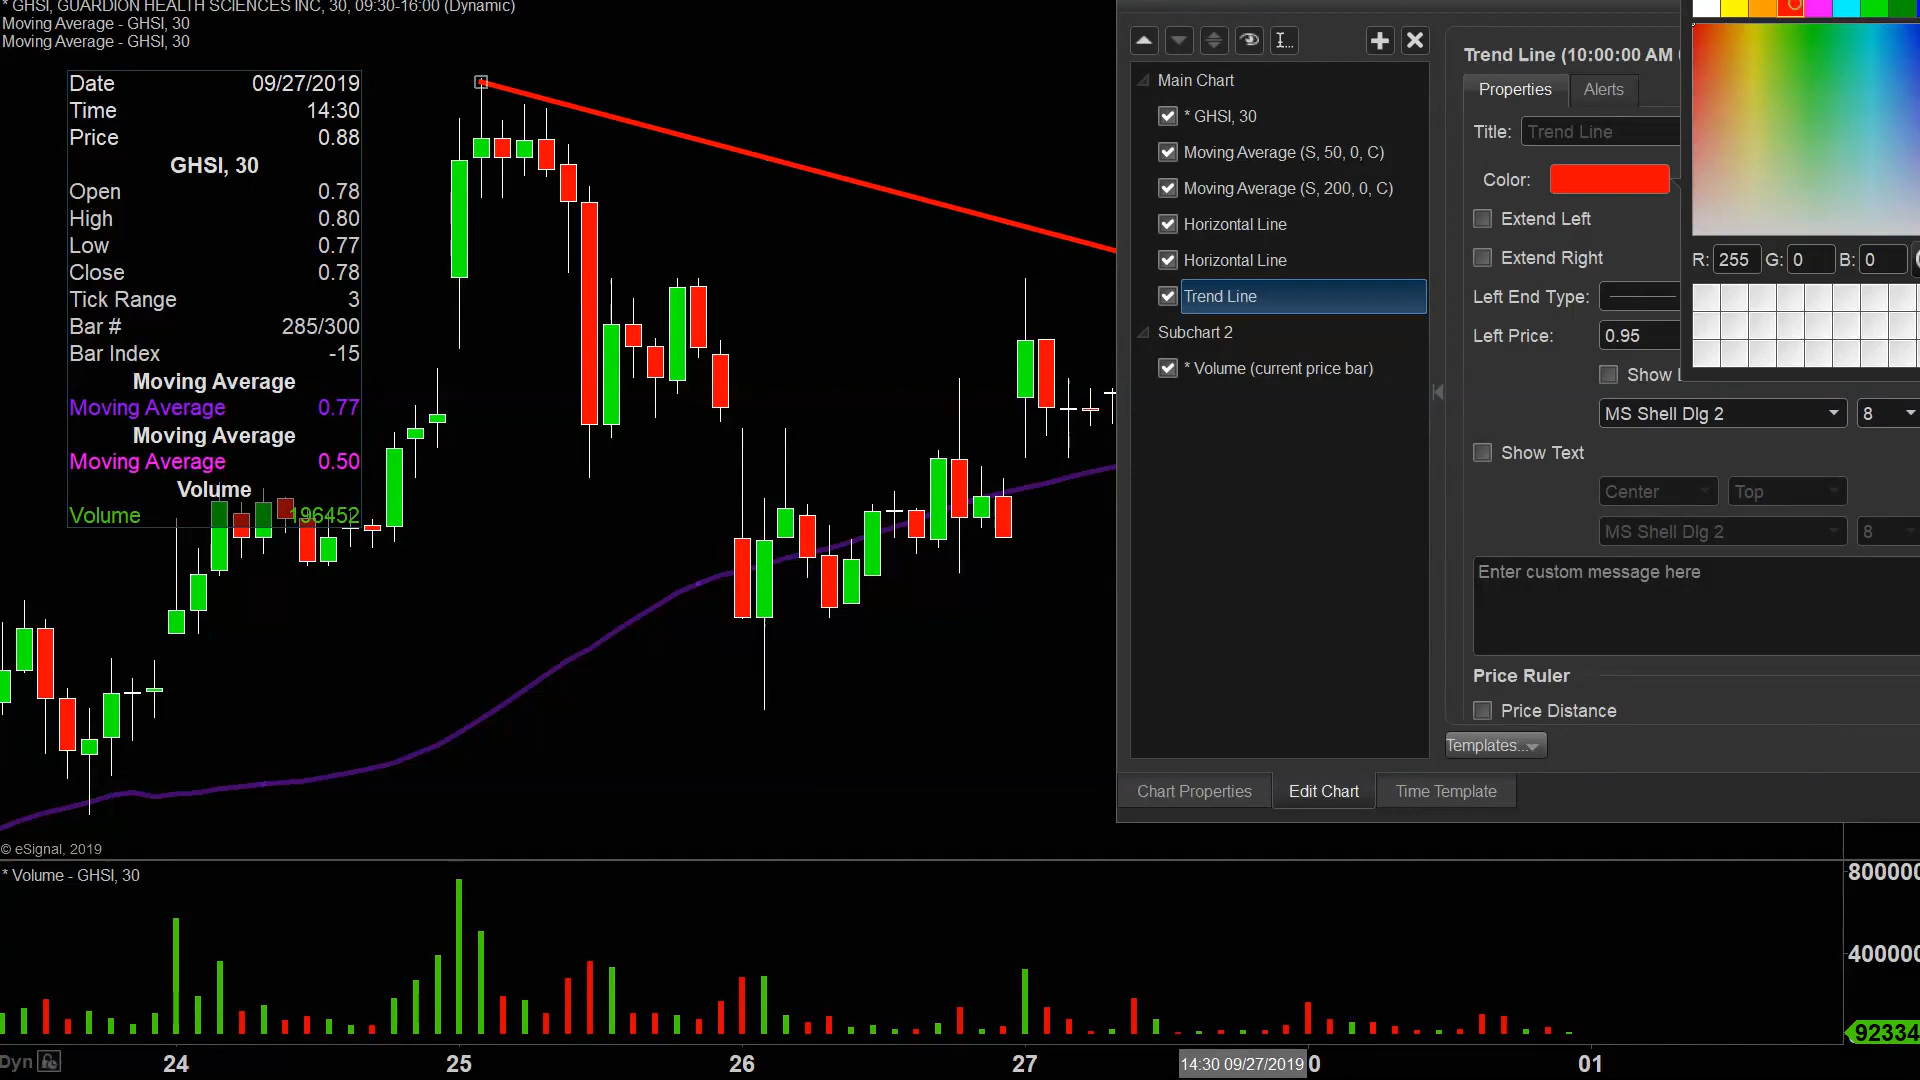 * GHSI, GUARDION HEALTH SCIENCES INC, 30, 09:30-16:00 (Dynamic)
Moving Average - GHSI, 30
Moving Average - GHSI, 30
Date 09/27/2019
Time 14:30
Price 0.88
GHSI, 30
Open 0.78
High 0.80
Low 0.77
Close 0.78
Tick Range 3
Bar # 285/300
Bar Index -15
Moving Average
Moving Average 0.77
Moving Average
Moving Average 0.50
Volume
Volume 196452
© eSignal, 2019
I...
Main Chart
* GHSI, 30
Moving Average (S, 50, 0, C)
Moving Average (S, 200, 0, C)
Horizontal Line
Horizontal Line
Trend Line
Subchart 2
* Volume (current price bar)
Trend Line (10:00:00 AM
Properties Alerts
Title: Trend Line
Color:
Extend Left
Extend Right
Left End Type:
Left Price: 0.95
Show
MS Shell Dlg 2 8
Show Text
Center Top
MS Shell Dlg 2 8
Enter custom message here
Price Ruler
Price Distance
Templates...
R: 255 G: 0 B: 0
Chart Properties Edit Chart Time Template
* Volume - GHSI, 30
800000
400000
92334
Dyn 24 25 26 27 14:30 09/27/2019 0 01